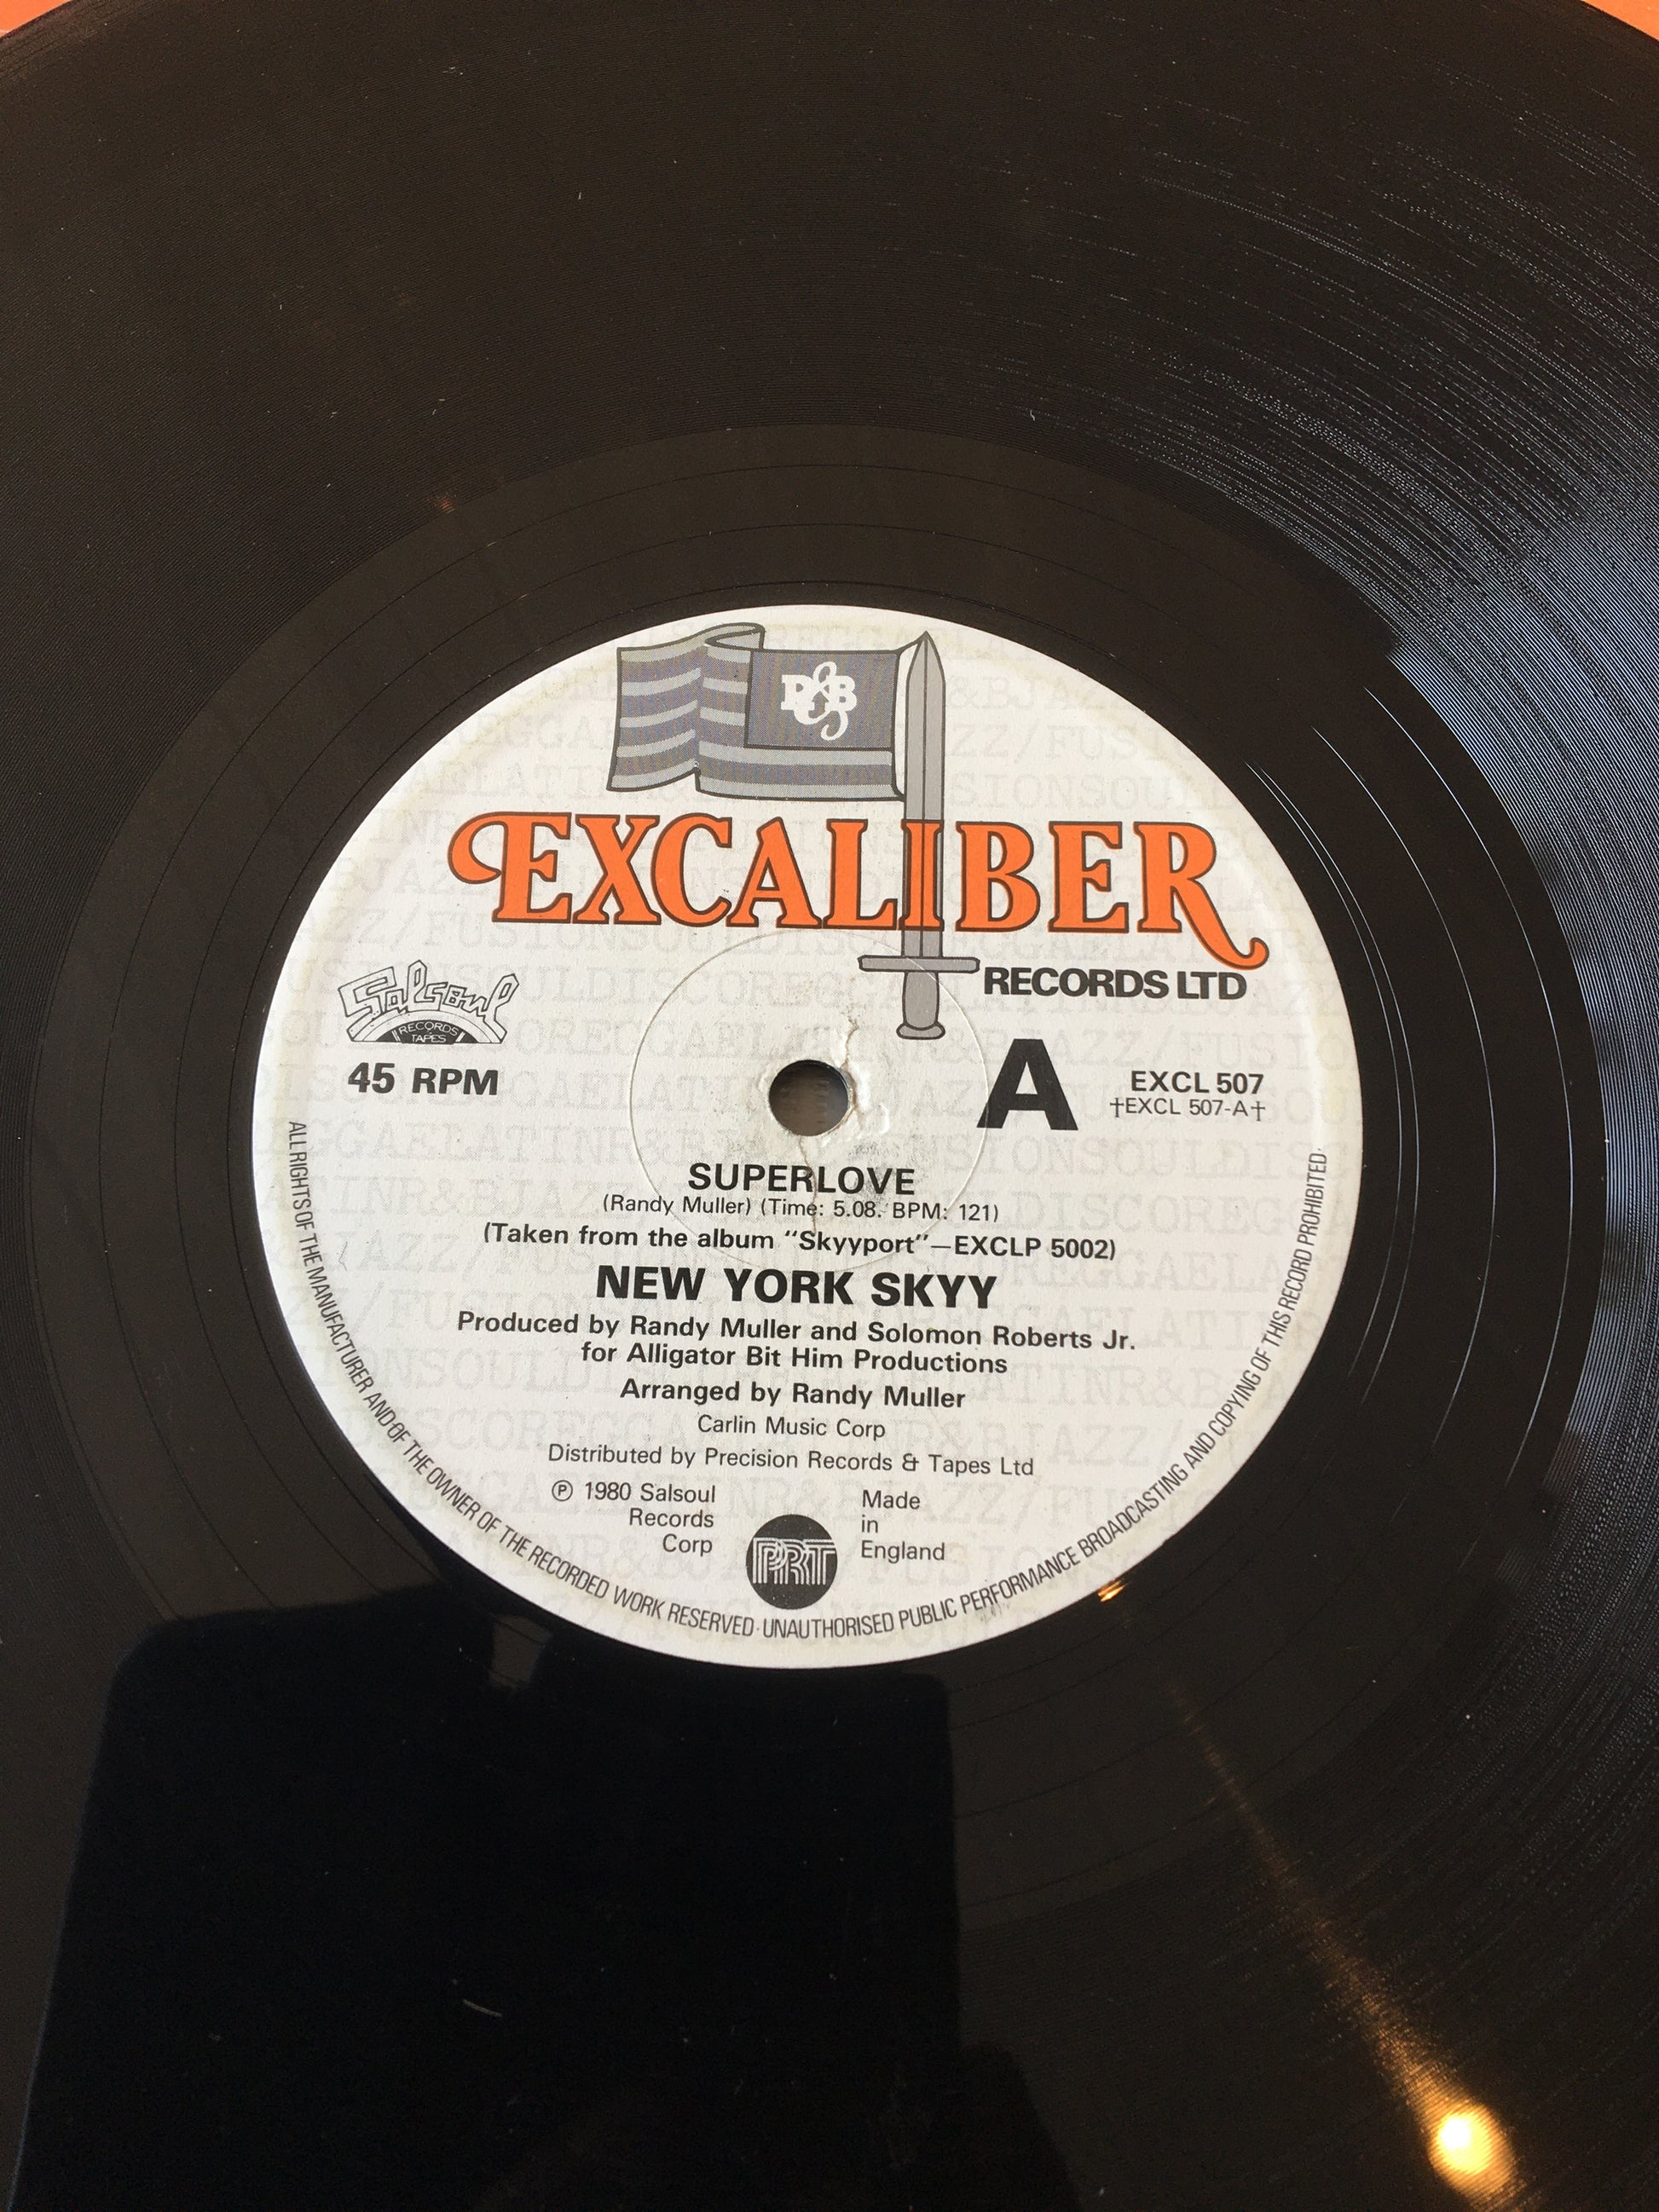 R&B
EXCALIBER
RECORDS LTD
Salsoul
RECORDS
TAPES
45 RPM
A
EXCL 507
†EXCL 507-A†
SUPERLOVE
(Randy Muller) (Time: 5.08. BPM: 121)
(Taken from the album "Skyyport"—EXCLP 5002)
NEW YORK SKYY
Produced by Randy Muller and Solomon Roberts Jr.
for Alligator Bit Him Productions
Arranged by Randy Muller
Carlin Music Corp
Distributed by Precision Records & Tapes Ltd
℗ 1980 Salsoul
Records
Corp
PRT
Made
in
England
ALL RIGHTS OF THE MANUFACTURER AND OF THE OWNER OF THE RECORDED WORK RESERVED · UNAUTHORISED PUBLIC PERFORMANCE BROADCASTING AND COPYING OF THIS RECORD PROHIBITED·